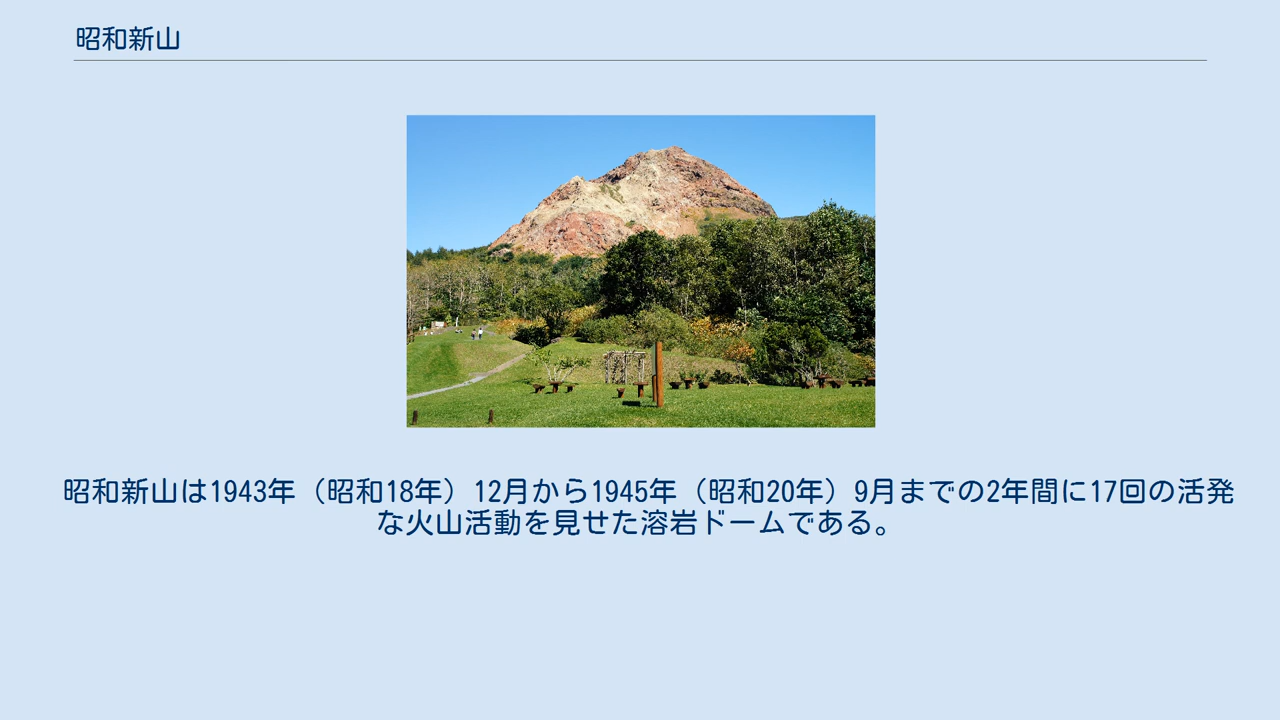 昭和新山
昭和新山は1943年（昭和18年）12月から1945年（昭和20年）9月までの2年間に17回の活発
な火山活動を見せた溶岩ドームである。